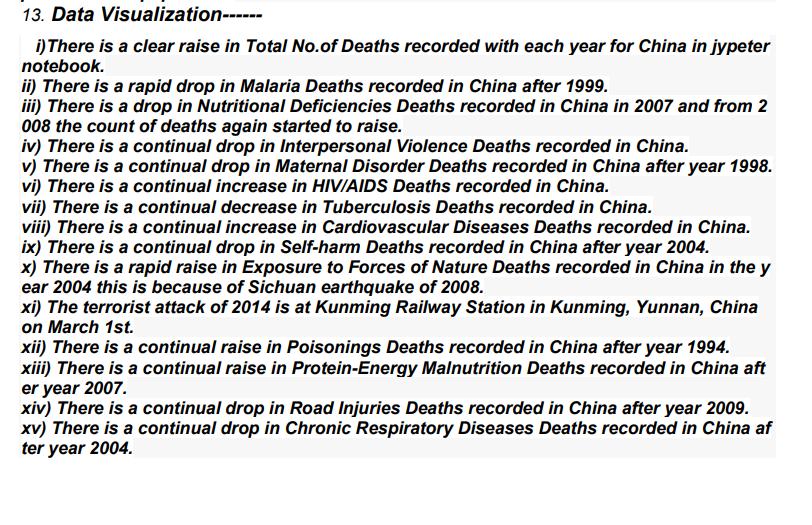 13. Data Visualization------
i)There is a clear raise in Total No.of Deaths recorded with each year for China in jypeter
notebook.
ii) There is a rapid drop in Malaria Deaths recorded in China after 1999.
iii) There is a drop in Nutritional Deficiencies Deaths recorded in China in 2007 and from 2
008 the count of deaths again started to raise.
iv) There is a continual drop in Interpersonal Violence Deaths recorded in China.
v) There is a continual drop in Maternal Disorder Deaths recorded in China after year 1998.
vi) There is a continual increase in HIV/AIDS Deaths recorded in China.
vii) There is a continual decrease in Tuberculosis Deaths recorded in China.
viii) There is a continual increase in Cardiovascular Diseases Deaths recorded in China.
ix) There is a continual drop in Self-harm Deaths recorded in China after year 2004.
x) There is a rapid raise in Exposure to Forces of Nature Deaths recorded in China in the y
ear 2004 this is because of Sichuan earthquake of 2008.
xi) The terrorist attack of 2014 is at Kunming Railway Station in Kunming, Yunnan, China
on March 1st.
xii) There is a continual raise in Poisonings Deaths recorded in China after year 1994.
xiii) There is a continual raise in Protein-Energy Malnutrition Deaths recorded in China aft
er year 2007.
xiv) There is a continual drop in Road Injuries Deaths recorded in China after year 2009.
xv) There is a continual drop in Chronic Respiratory Diseases Deaths recorded in China af
ter year 2004.